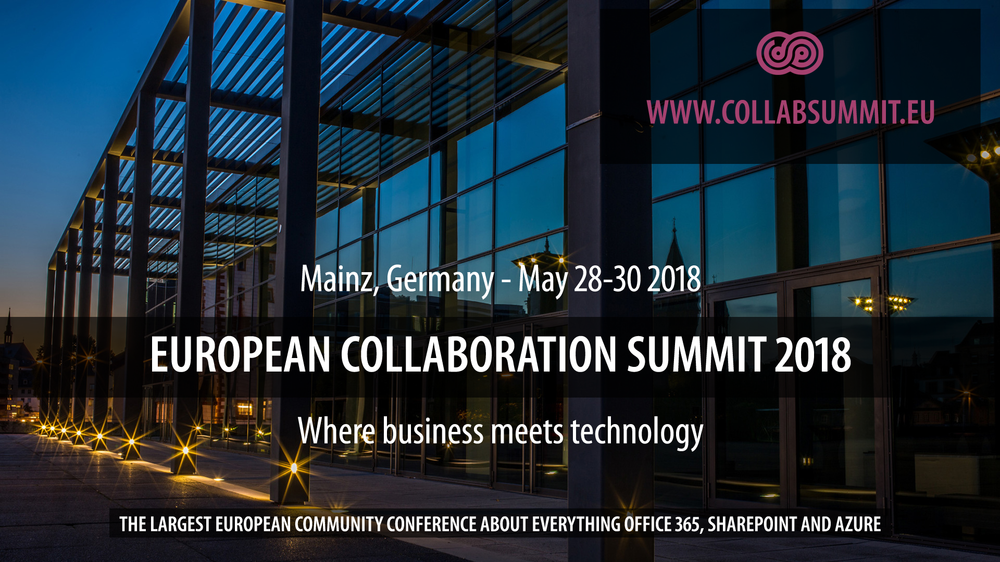 WWW.COLLABSUMMIT.EU
Mainz, Germany - May 28-30 2018
EUROPEAN COLLABORATION SUMMIT 2018
Where business meets technology
THE LARGEST EUROPEAN COMMUNITY CONFERENCE ABOUT EVERYTHING OFFICE 365, SHAREPOINT AND AZURE